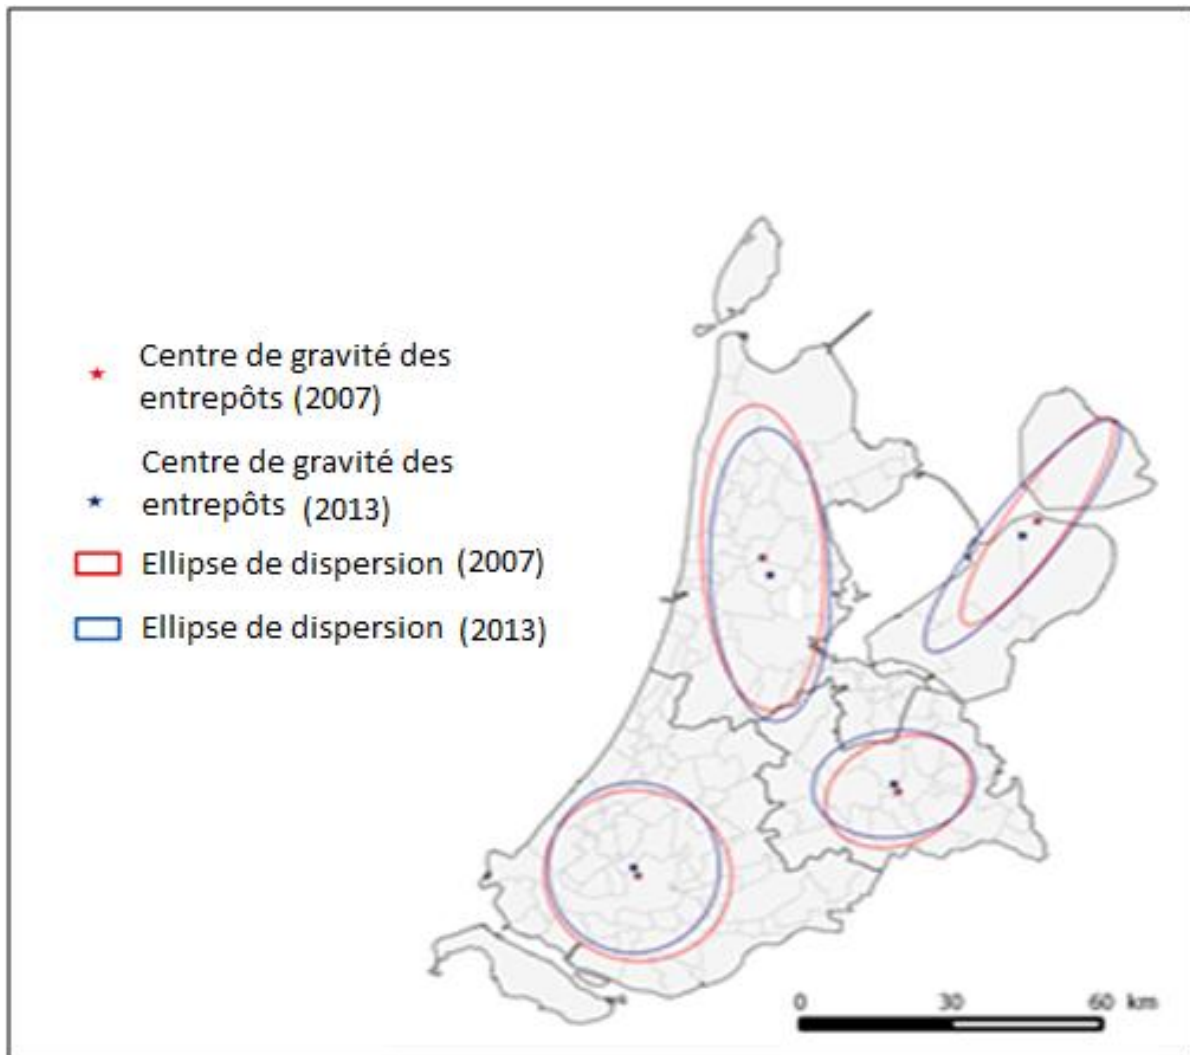 Centre de gravité des
entrepôts (2007)
Centre de gravité des
entrepôts (2013)
Ellipse de dispersion (2007)
Ellipse de dispersion (2013)
0 30 60 km